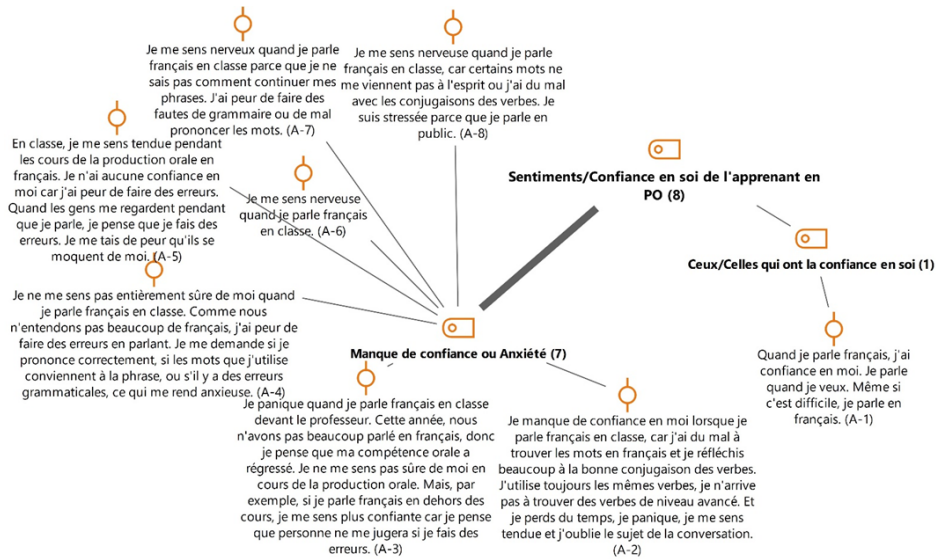 Je me sens nerveux quand je parle
français en classe parce que je ne
sais pas comment continuer mes
phrases. J'ai peur de faire des
fautes de grammaire ou de mal
prononcer les mots. (A-7)
Je me sens nerveuse quand je parle
français en classe, car certains mots ne
me viennent pas à l'esprit ou j'ai du mal
avec les conjugaisons des verbes. Je
suis stressée parce que je parle en
public. (A-8)
En classe, je me sens tendue pendant
les cours de la production orale en
français. Je n'ai aucune confiance en
moi car j'ai peur de faire des erreurs.
Quand les gens me regardent pendant
que je parle, je pense que je fais des
erreurs. Je me tais de peur qu'ils se
moquent de moi. (A-5)
Je me sens nerveuse
quand je parle français
en classe. (A-6)
Sentiments/Confiance en soi de l'apprenant en
PO (8)
Ceux/Celles qui ont la confiance en soi (1)
Je ne me sens pas entièrement sûre de moi quand
je parle français en classe. Comme nous
n'entendons pas beaucoup de français, j'ai peur de
faire des erreurs en parlant. Je me demande si je
prononce correctement, si les mots que j'utilise
conviennent à la phrase, ou s'il y a des erreurs
grammaticales, ce qui me rend anxieuse. (A-4)
Manque de confiance ou Anxiété (7)
Quand je parle français, j'ai
confiance en moi. Je parle
quand je veux. Même si
c'est difficile, je parle en
français. (A-1)
Je panique quand je parle français en classe
devant le professeur. Cette année, nous
n'avons pas beaucoup parlé en français, donc
je pense que ma compétence orale a
régressé. Je ne me sens pas sûre de moi en
cours de la production orale. Mais, par
exemple, si je parle français en dehors des
cours, je me sens plus confiante car je pense
que personne ne me jugera si je fais des
erreurs. (A-3)
Je manque de confiance en moi lorsque je
parle français en classe, car j'ai du mal à
trouver les mots en français et je réfléchis
beaucoup à la bonne conjugaison des verbes.
J'utilise toujours les mêmes verbes, je n'arrive
pas à trouver des verbes de niveau avancé. Et
je perds du temps, je panique, je me sens
tendue et j'oublie le sujet de la conversation.
(A-2)